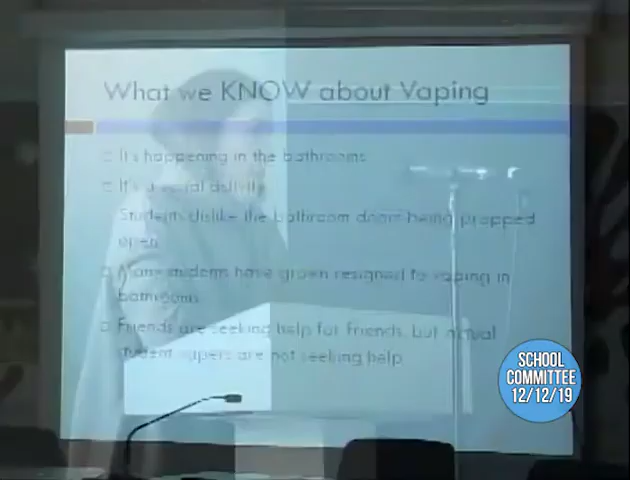 What we KNOW about Vaping
It's happening in the bathrooms
It's a social activity
Students dislike the bathroom doors being propped
open
Many students have grown resigned to vaping in
bathrooms
Friends are seeking help for friends, but actual
student vapers are not seeking help
SCHOOL
COMMITTEE
12/12/19